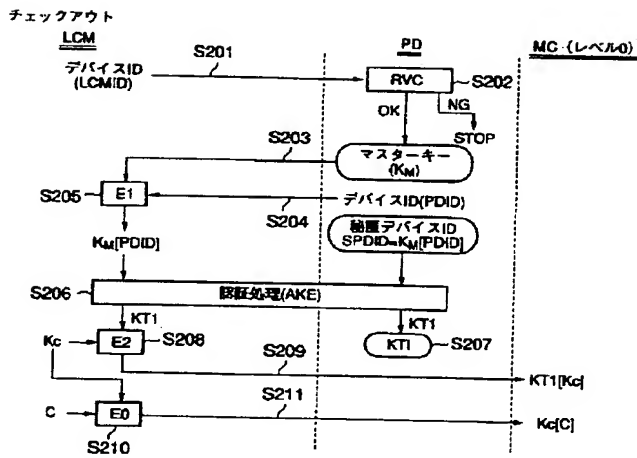 チェックアウト
LCM
PD
MC (レベル0)
S201
デバイスID
(LCMID)
RVC
S202
OK
NG
STOP
S203
マスターキー
(KM)
S205
E1
S204
デバイスID(PDID)
KM[PDID]
秘匿デバイスID
SPDID=KM[PDID]
S206
認証処理(AKE)
KT1
KT1
Kc
E2
S208
S209
KTI
S207
KT1[Kc]
S211
C
E0
Kc[C]
S210